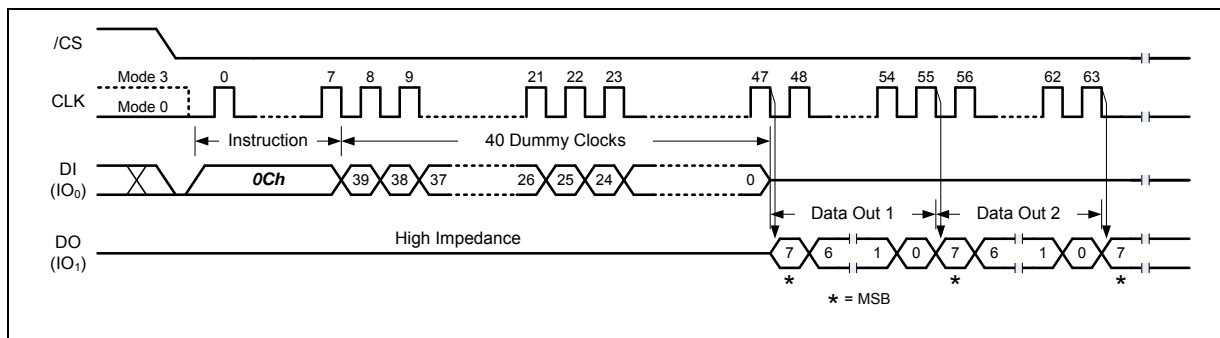 /CS
Mode 3 0 7 8 9 21 22 23 47 48 54 55 56 62 63
CLK
Mode 0
Instruction 40 Dummy Clocks
DI
(IO0)
0Ch 39 38 37 26 25 24 0
Data Out 1 Data Out 2
High Impedance
DO
(IO1)
7 6 1 0 7 6 1 0 7
* * *
* = MSB